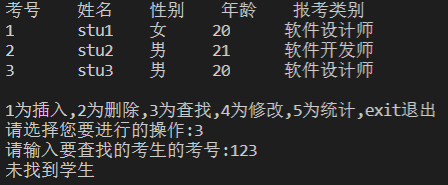 考号 姓名 性别 年龄 报考类别
1 stu1 女 20 软件设计师
2 stu2 男 21 软件开发师
3 stu3 男 20 软件设计师
1为插入,2为删除,3为查找,4为修改,5为统计,exit退出
请选择您要进行的操作:3
请输入要查找的考生的考号:123
未找到学生